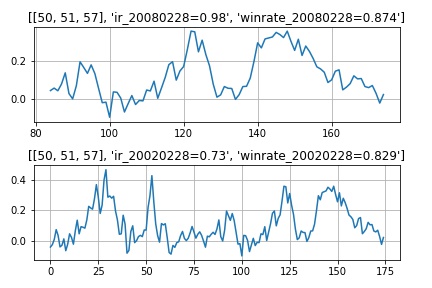 [[50, 51, 57], 'ir_20080228=0.98', 'winrate_20080228=0.874']
0.2
0.0
80 100 120 140 160
[[50, 51, 57], 'ir_20020228=0.73', 'winrate_20020228=0.829']
0.4
0.2
0.0
0 25 50 75 100 125 150 175